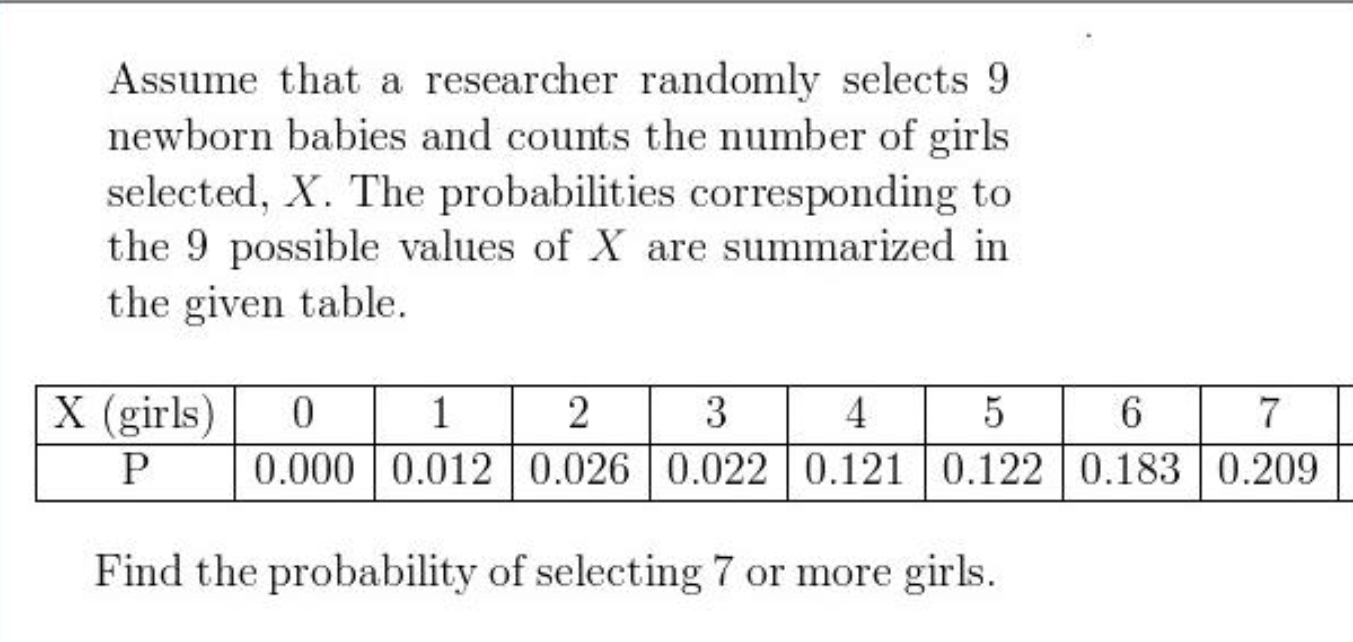 Assume that a researcher randomly selects 9
newborn babies and counts the number of girls
selected, X. The probabilities corresponding to
the 9 possible values of X are summarized in
the given table.
X (girls) 0 1 2 3 4 5 6 7
P 0.000 0.012 0.026 0.022 0.121 0.122 0.183 0.209
Find the probability of selecting 7 or more girls.